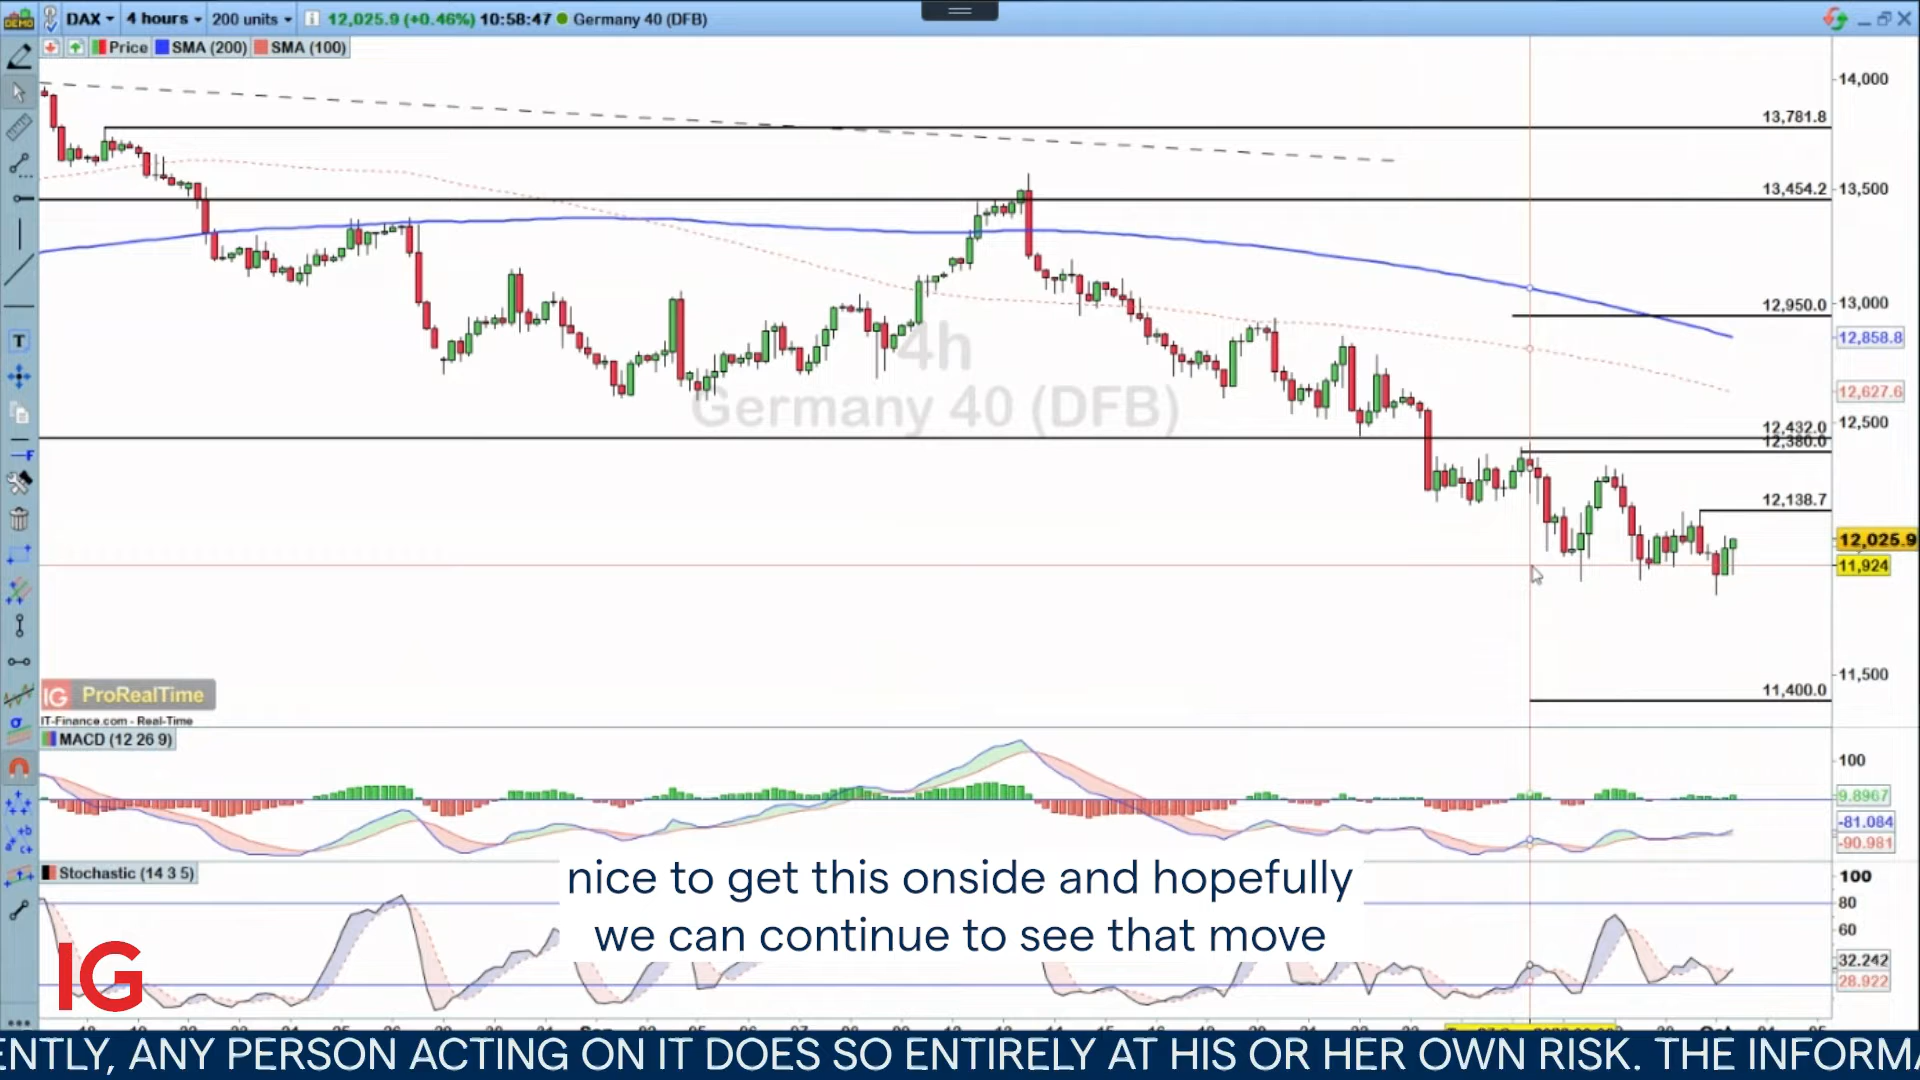 DEMO DAX 4 hours 200 units 12,025.9 (+0.46%) 10:58:47 Germany 40 (DFB)
Price SMA (200) SMA (100)
14,000
13,781.8
13,500
13,454.2
13,000
12,950.0
12,858.8
4h
12,627.6
Germany 40 (DFB)
12,500
12,432.0
12,380.0
12,138.7
12,025.9
11,924
11,500
11,400.0
IG ProRealTime
IT-Finance.com - Real-Time
MACD (12 26 9)
100
9.8967
-81.084
-90.981
Stochastic (14 3 5)
100
80
60
32.242
28.922
nice to get this onside and hopefully
we can continue to see that move
IG
ENTLY, ANY PERSON ACTING ON IT DOES SO ENTIRELY AT HIS OR HER OWN RISK. THE INFORMA